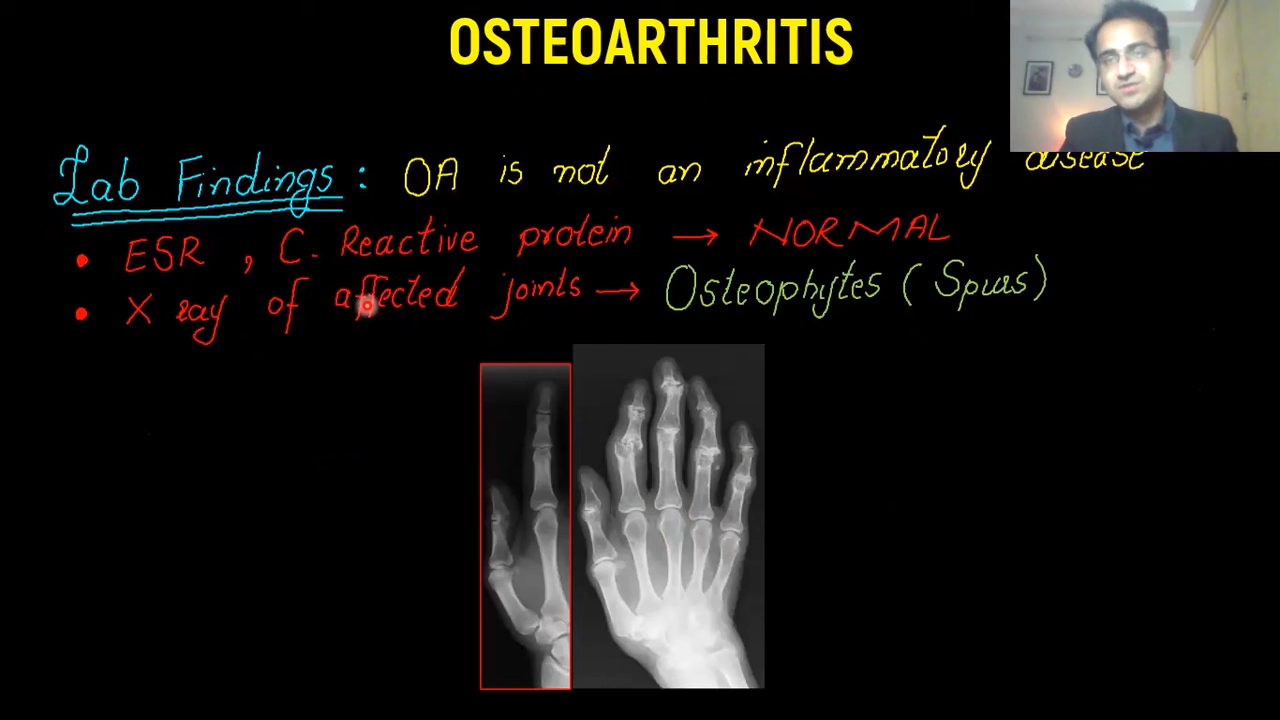 OSTEOARTHRITIS
Lab Findings : OA is not an inflammatory disease
• ESR , C. Reactive protein → NORMAL
• X ray of affected joints → Osteophytes ( Spurs )